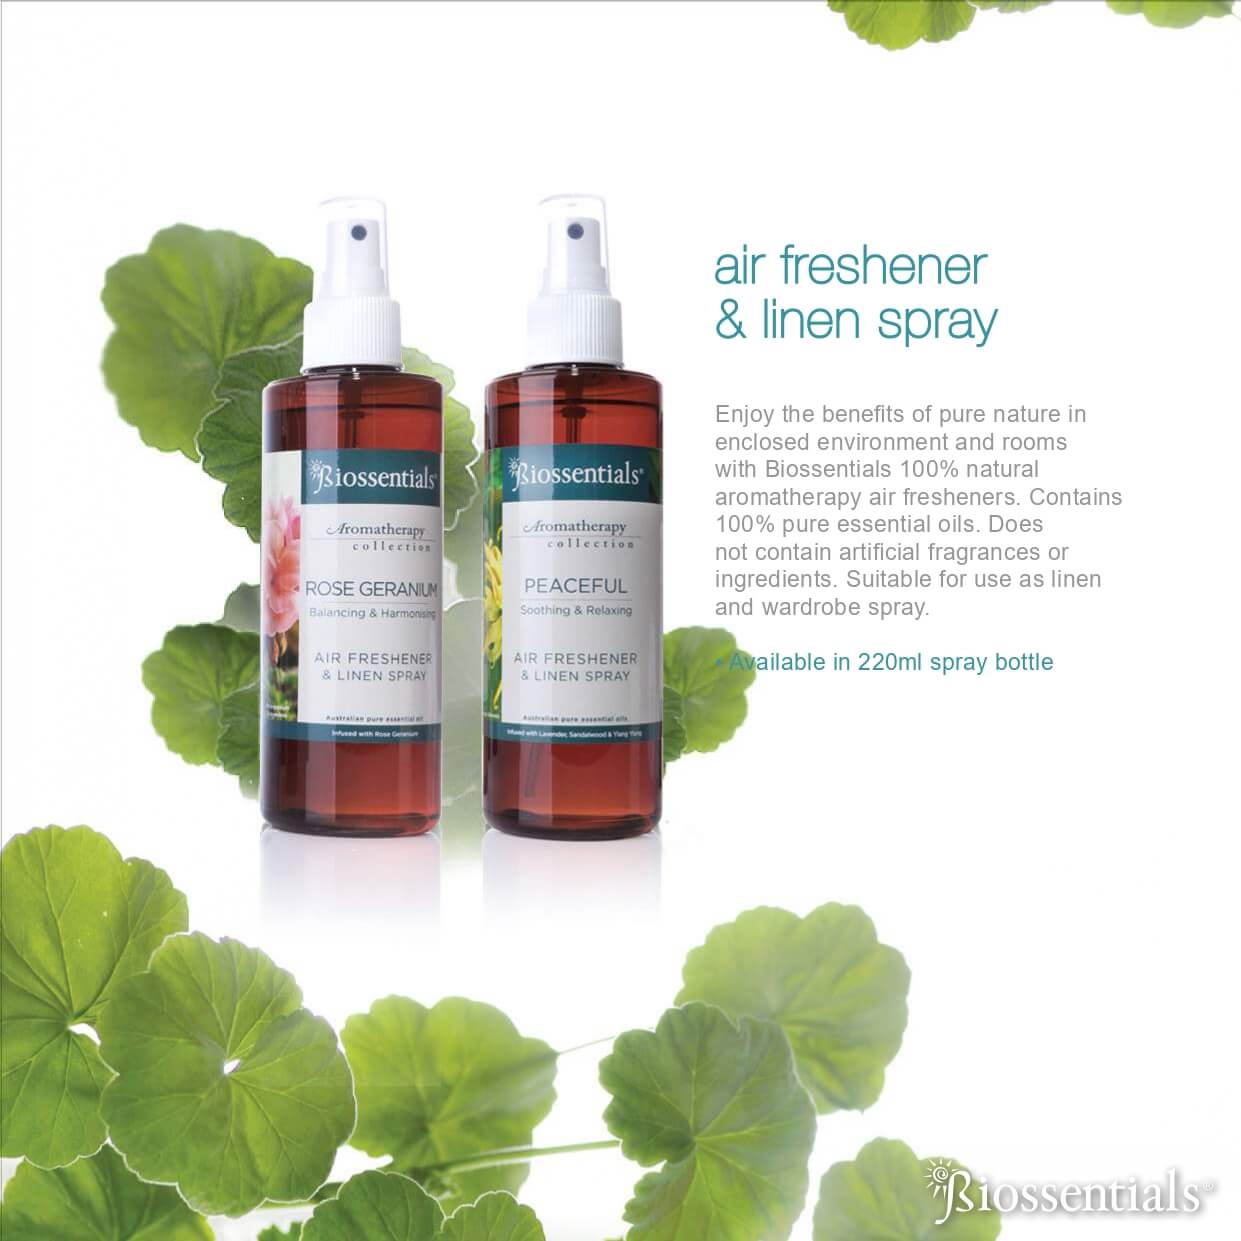 air freshener
& linen spray
Enjoy the benefits of pure nature in
enclosed environment and rooms
with Biossentials 100% natural
aromatherapy air fresheners. Contains
100% pure essential oils. Does
not contain artificial fragrances or
ingredients. Suitable for use as linen
and wardrobe spray.
• Available in 220ml spray bottle
Biossentials®
Aromatherapy
collection
ROSE GERANIUM
Balancing & Harmonising
AIR FRESHENER
& LINEN SPRAY
Australian pure essential oil
Infused with Rose Geranium
Biossentials®
Aromatherapy
collection
PEACEFUL
Soothing & Relaxing
AIR FRESHENER
& LINEN SPRAY
Australian pure essential oils
Infused with Lavender, Sandalwood & Ylang Ylang
Biossentials®